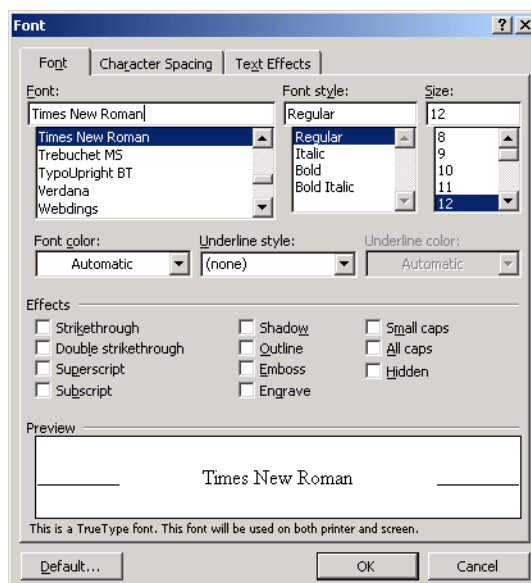 Font
Font Character Spacing Text Effects
Font: Font style: Size:
Times New Roman Regular 12
Times New Roman Regular 8
Trebuchet MS Italic 9
TypoUpright BT Bold 10
Verdana Bold Italic 11
Webdings 12
Font color: Underline style: Underline color:
Automatic (none) Automatic
Effects
Strikethrough Shadow Small caps
Double strikethrough Outline All caps
Superscript Emboss Hidden
Subscript Engrave
Preview
Times New Roman
This is a TrueType font. This font will be used on both printer and screen.
Default... OK Cancel